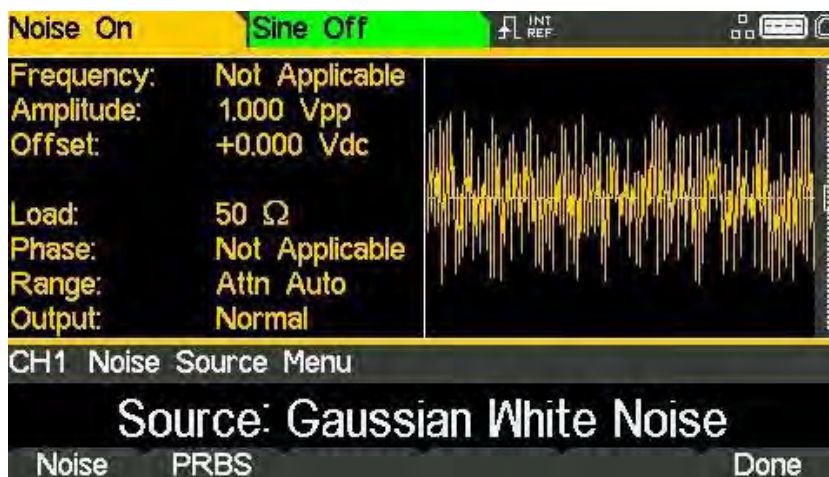 Noise On
Sine Off
INT
REF
Frequency: Not Applicable
Amplitude: 1.000 Vpp
Offset: +0.000 Vdc
Load: 50 Ω
Phase: Not Applicable
Range: Attn Auto
Output: Normal
CH1 Noise Source Menu
Source: Gaussian White Noise
Noise PRBS Done